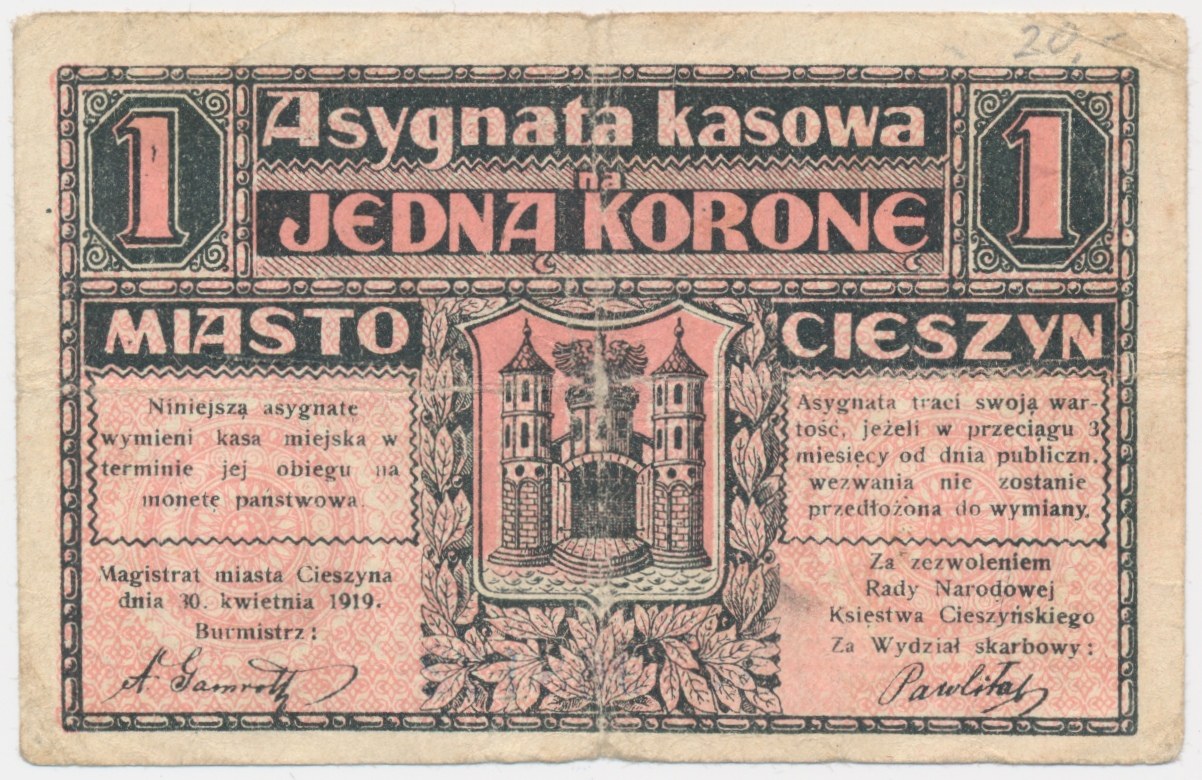 20,-
1 Asygnata kasowa 1
na
JEDNĄ KORONĘ
MIASTO CIESZYN
Niniejszą asygnatę
wymieni kasa miejska w
terminie jej obiegu na
monetę państwową.
Asygnata traci swoją war-
tość, jeżeli w przeciągu 3
miesięcy od dnia publiczn.
wezwania nie zostanie
przedłożona do wymiany.
Magistrat miasta Cieszyna
dnia 30. kwietnia 1919.
Burmistrz:
A Gamroth
Za zezwoleniem
Rady Narodowej
Księstwa Cieszyńskiego
Za Wydział skarbowy: